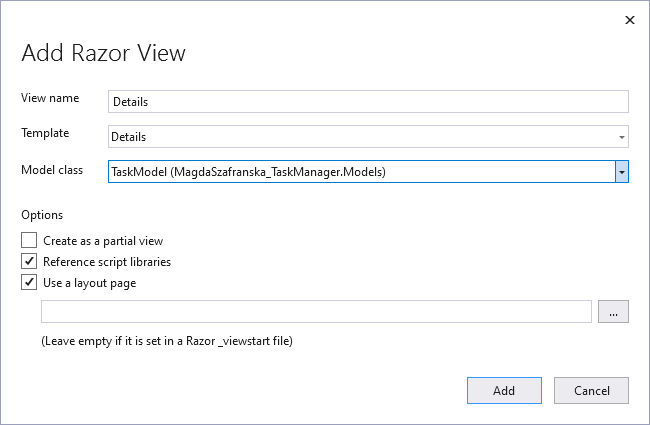 Add Razor View
View name Details
Template Details
Model class TaskModel (MagdaSzafranska_TaskManager.Models)
Options
Create as a partial view
Reference script libraries
Use a layout page
...
(Leave empty if it is set in a Razor _viewstart file)
Add Cancel